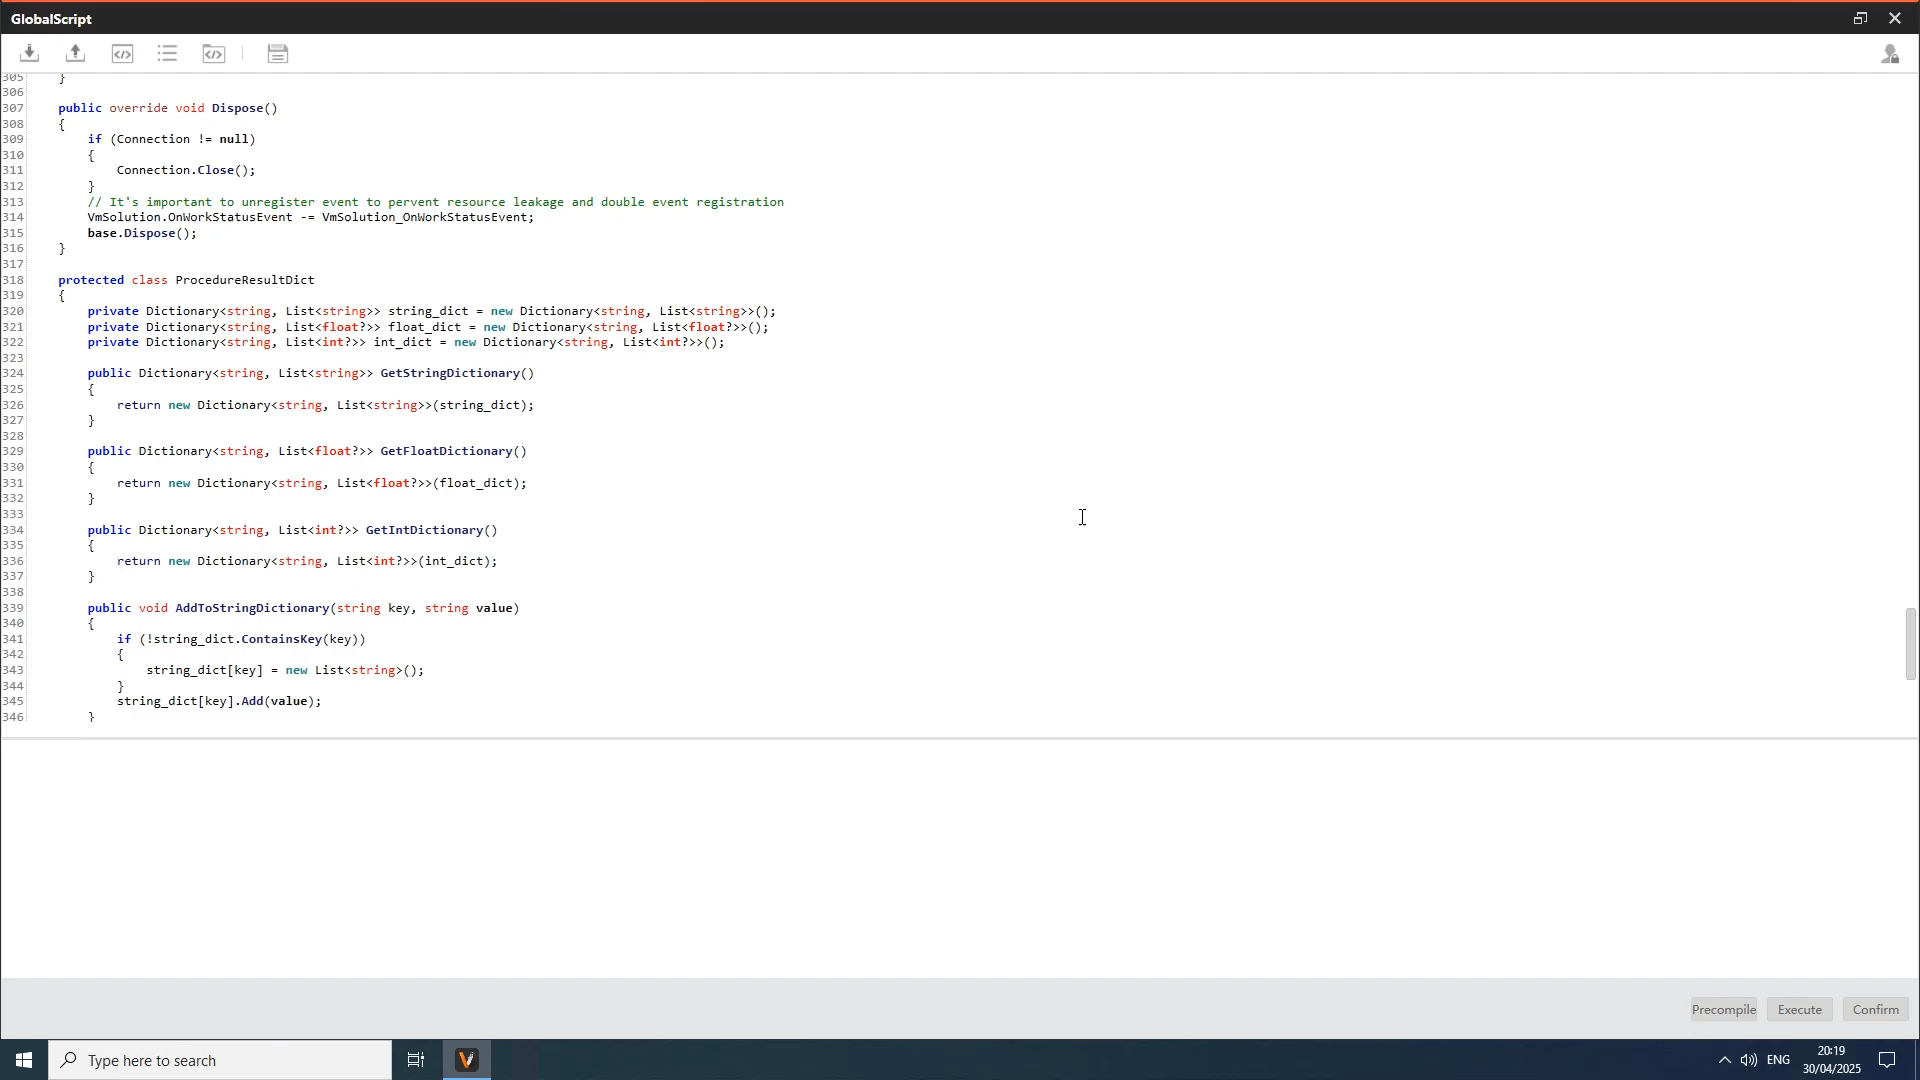 GlobalScript
305 }
306
307 public override void Dispose()
308 {
309 if (Connection != null)
310 {
311 Connection.Close();
312 }
313 // It's important to unregister event to pervent resource leakage and double event registration
314 VmSolution.OnWorkStatusEvent -= VmSolution_OnWorkStatusEvent;
315 base.Dispose();
316 }
317
318 protected class ProcedureResultDict
319 {
320 private Dictionary<string, List<string>> string_dict = new Dictionary<string, List<string>>();
321 private Dictionary<string, List<float?>> float_dict = new Dictionary<string, List<float?>>();
322 private Dictionary<string, List<int?>> int_dict = new Dictionary<string, List<int?>>();
323
324 public Dictionary<string, List<string>> GetStringDictionary()
325 {
326 return new Dictionary<string, List<string>>(string_dict);
327 }
328
329 public Dictionary<string, List<float?>> GetFloatDictionary()
330 {
331 return new Dictionary<string, List<float?>>(float_dict);
332 }
333
334 public Dictionary<string, List<int?>> GetIntDictionary()
335 {
336 return new Dictionary<string, List<int?>>(int_dict);
337 }
338
339 public void AddToStringDictionary(string key, string value)
340 {
341 if (!string_dict.ContainsKey(key))
342 {
343 string_dict[key] = new List<string>();
344 }
345 string_dict[key].Add(value);
346 }
Precompile Execute Confirm
Type here to search
ENG
20:19
30/04/2025